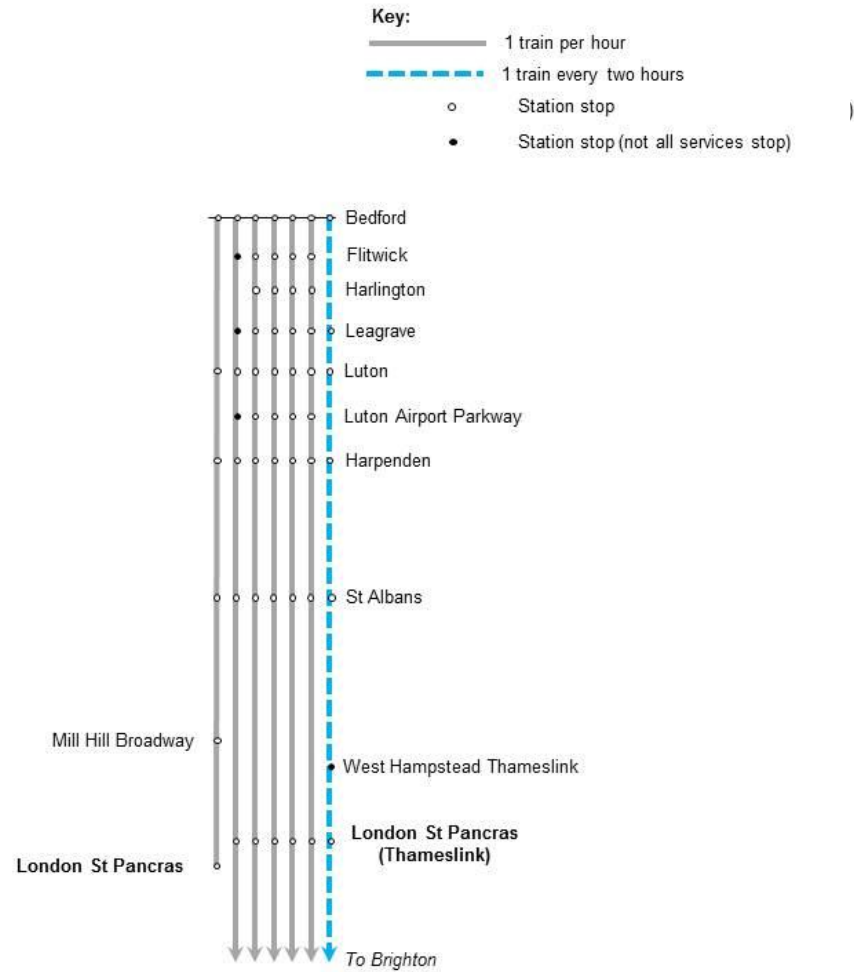 Key:
1 train per hour
1 train every two hours
Station stop
)
Station stop (not all services stop)
Bedford
Flitwick
Harlington
Leagrave
Luton
Luton Airport Parkway
Harpenden
St Albans
Mill Hill Broadway
West Hampstead Thameslink
London St Pancras
(Thameslink)
London St Pancras
To Brighton